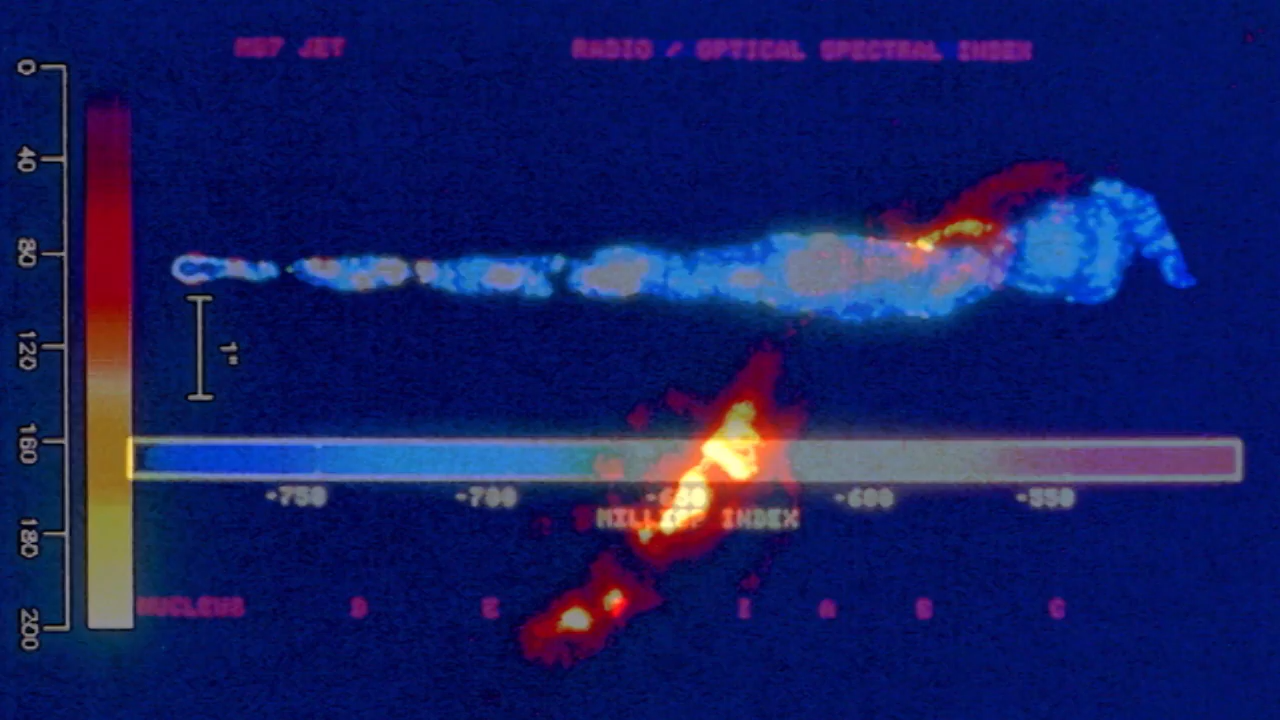 M87 JET
RADIO / OPTICAL SPECTRAL INDEX
0
40
80
120
160
180
200
1"
-750 -700 -650 -600 -550
INDEX
NUCLEUS D E I A B C